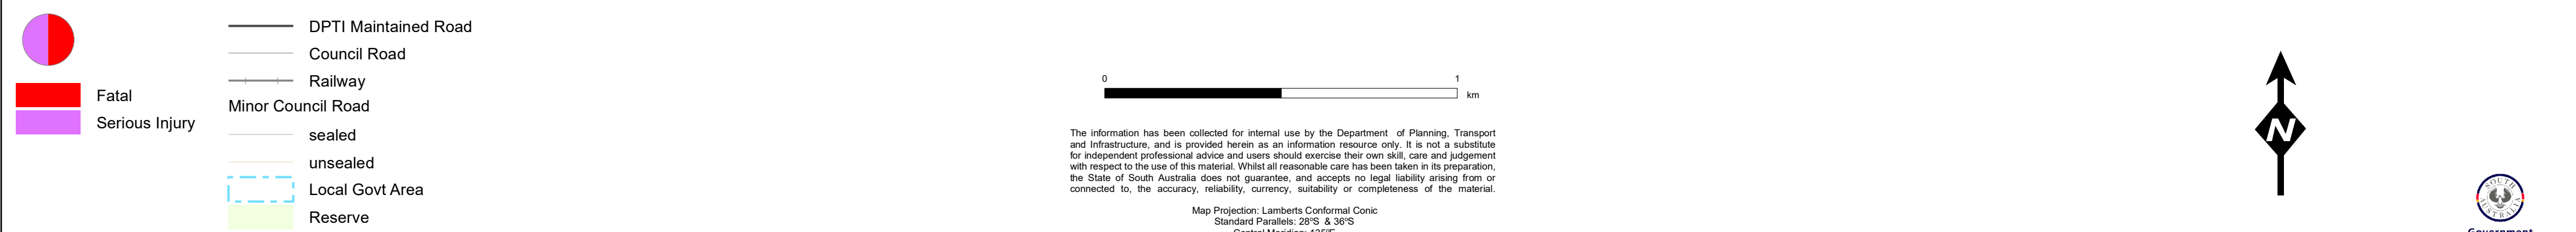 Fatal
Serious Injury
DPTI Maintained Road
Council Road
Railway
Minor Council Road
sealed
unsealed
Local Govt Area
Reserve
0 1
km
The information has been collected for internal use by the Department of Planning, Transport
and Infrastructure, and is provided herein as an information resource only. It is not a substitute
for independent professional advice and users should exercise their own skill, care and judgement
with respect to the use of this material. Whilst all reasonable care has been taken in its preparation,
the State of South Australia does not guarantee, and accepts no legal liability arising from or
connected to, the accuracy, reliability, currency, suitability or completeness of the material.
Map Projection: Lamberts Conformal Conic
Standard Parallels: 28ºS & 36ºS
N
SOUTH AUSTRALIA
Government